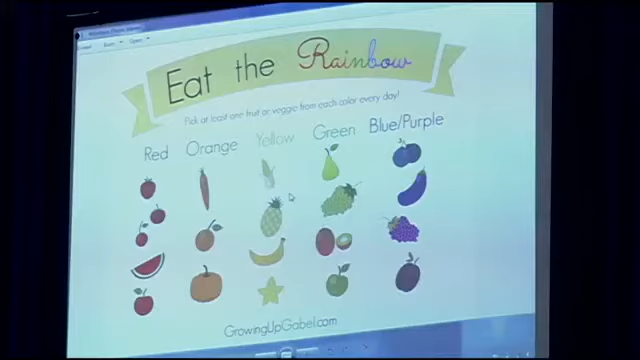 Eat the Rainbow
Pick at least one fruit or veggie from each color every day!
Red Orange Yellow Green Blue/Purple
GrowingUpGabel.com